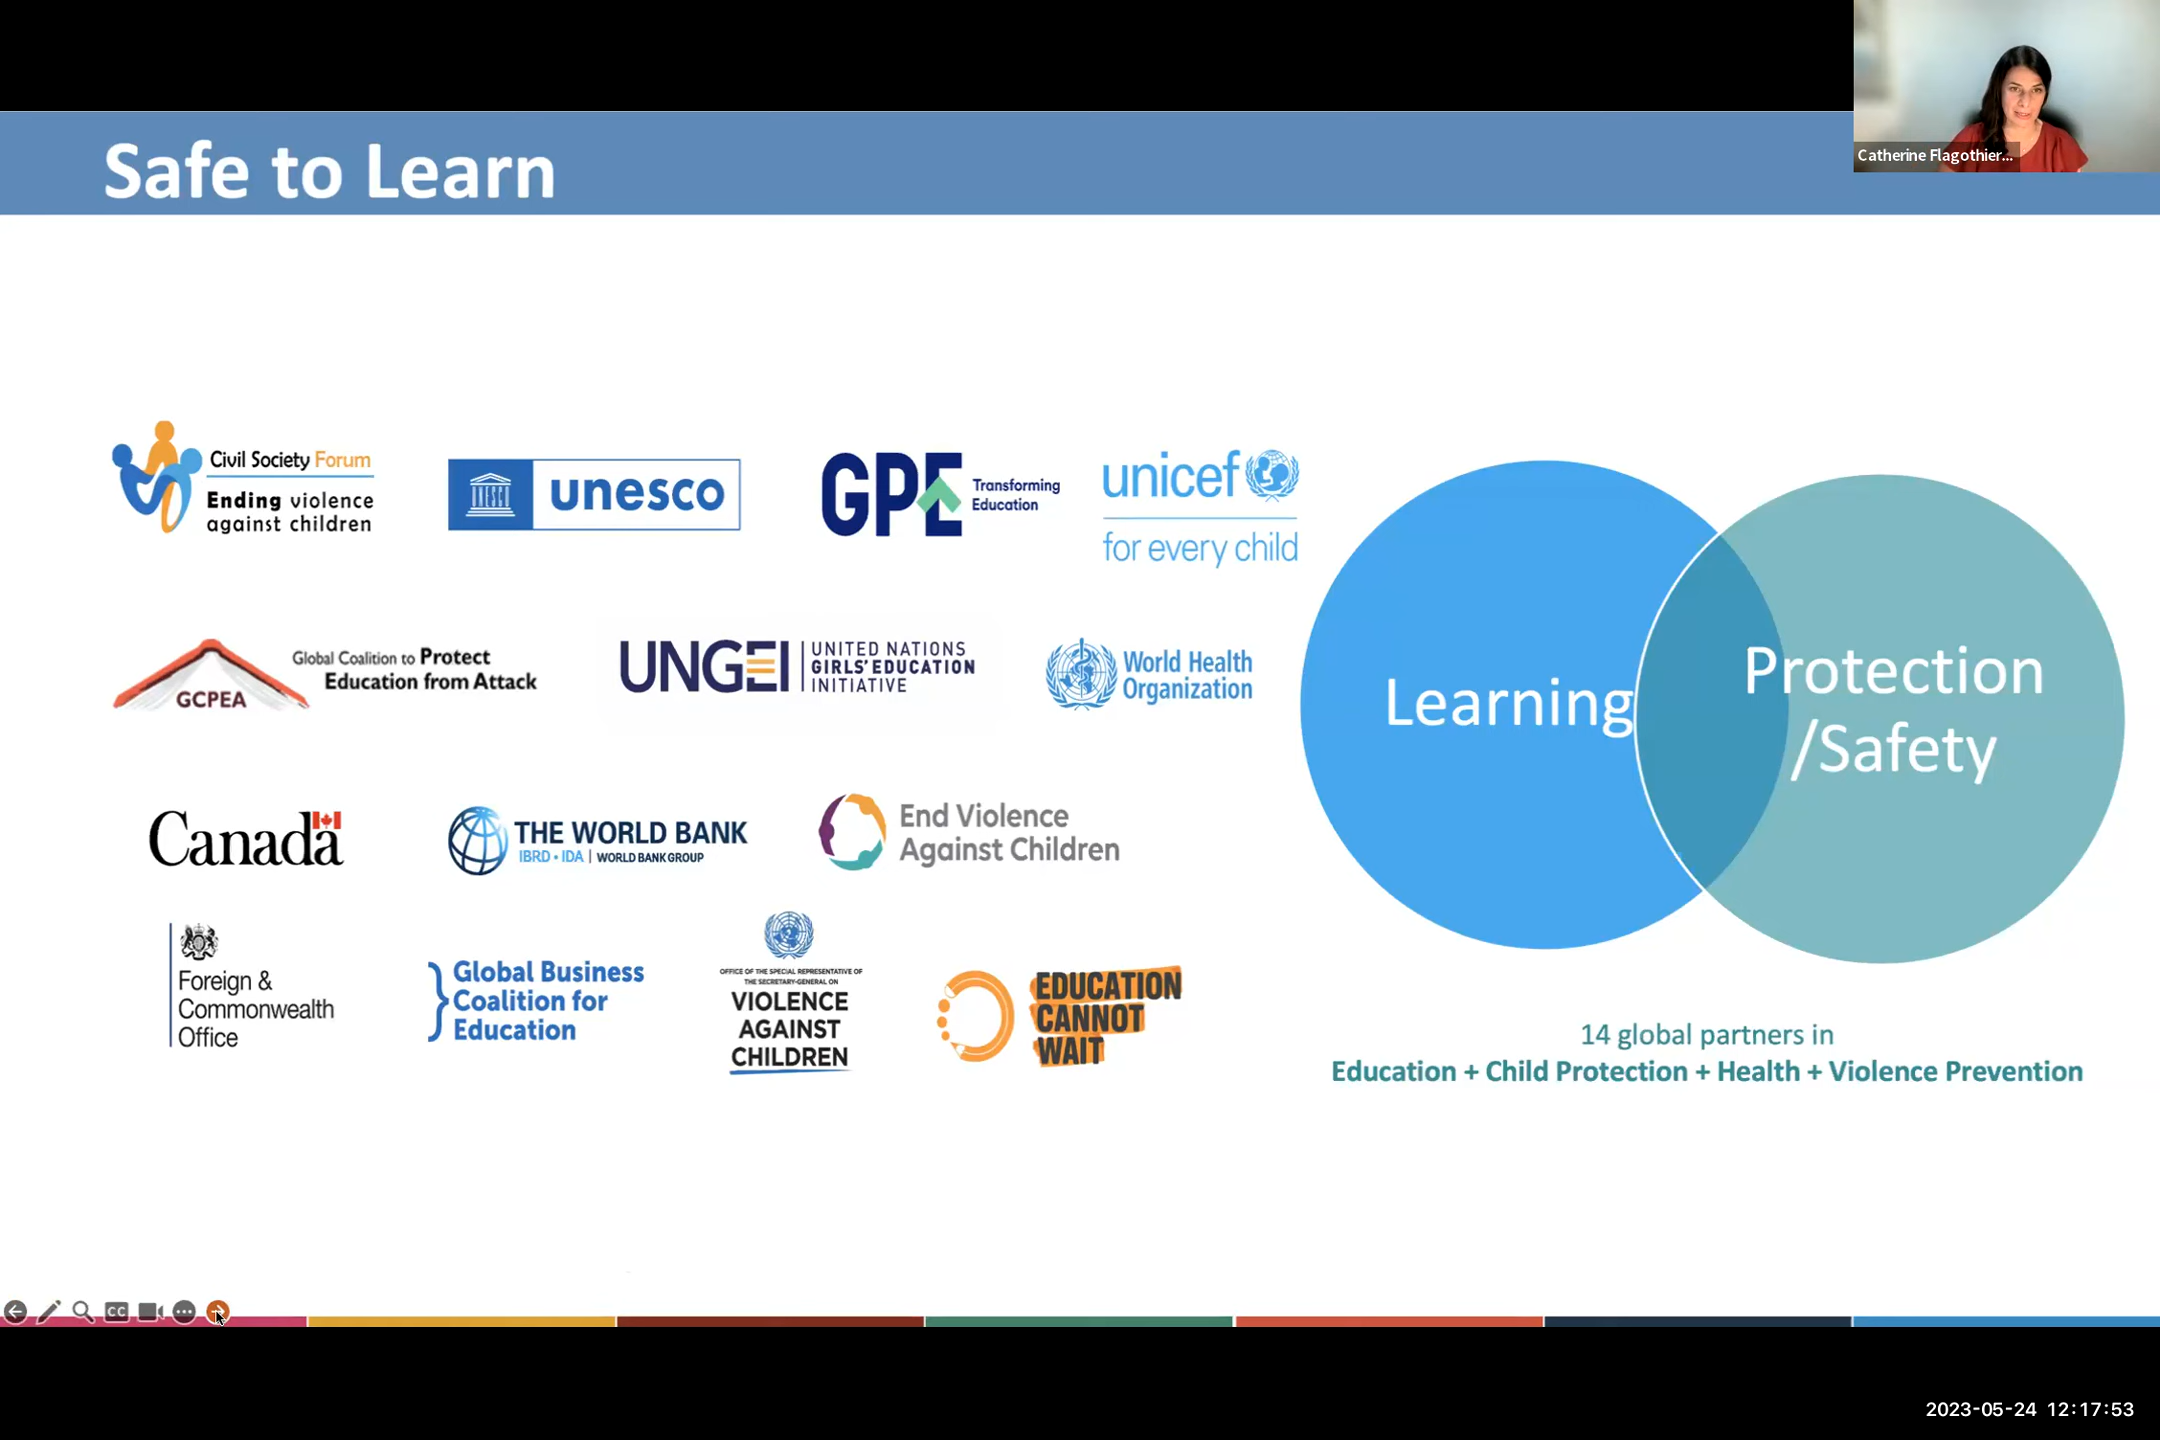 Catherine Flagothier...
Safe to Learn
Civil Society Forum
Ending violence
against children
UNESCO
unesco
GPE
Transforming
Education
unicef
for every child
GCPEA
Global Coalition to Protect
Education from Attack
UNGEI
UNITED NATIONS
GIRLS' EDUCATION
INITIATIVE
World Health
Organization
Canada
THE WORLD BANK
IBRD • IDA | WORLD BANK GROUP
End Violence
Against Children
Foreign &
Commonwealth
Office
Global Business
Coalition for
Education
OFFICE OF THE SPECIAL REPRESENTATIVE OF
THE SECRETARY-GENERAL ON
VIOLENCE
AGAINST
CHILDREN
EDUCATION
CANNOT
WAIT
Learning
Protection
/Safety
14 global partners in
Education + Child Protection + Health + Violence Prevention
CC
2023-05-24 12:17:53